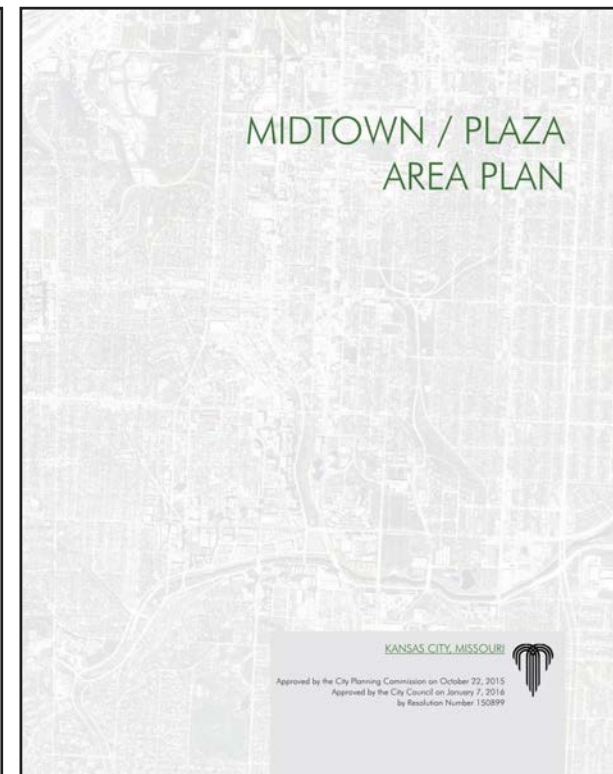 MIDTOWN / PLAZA
AREA PLAN
KANSAS CITY, MISSOURI
Approved by the City Planning Commission on October 22, 2015
Approved by the City Council on January 7, 2016
by Resolution Number 150899